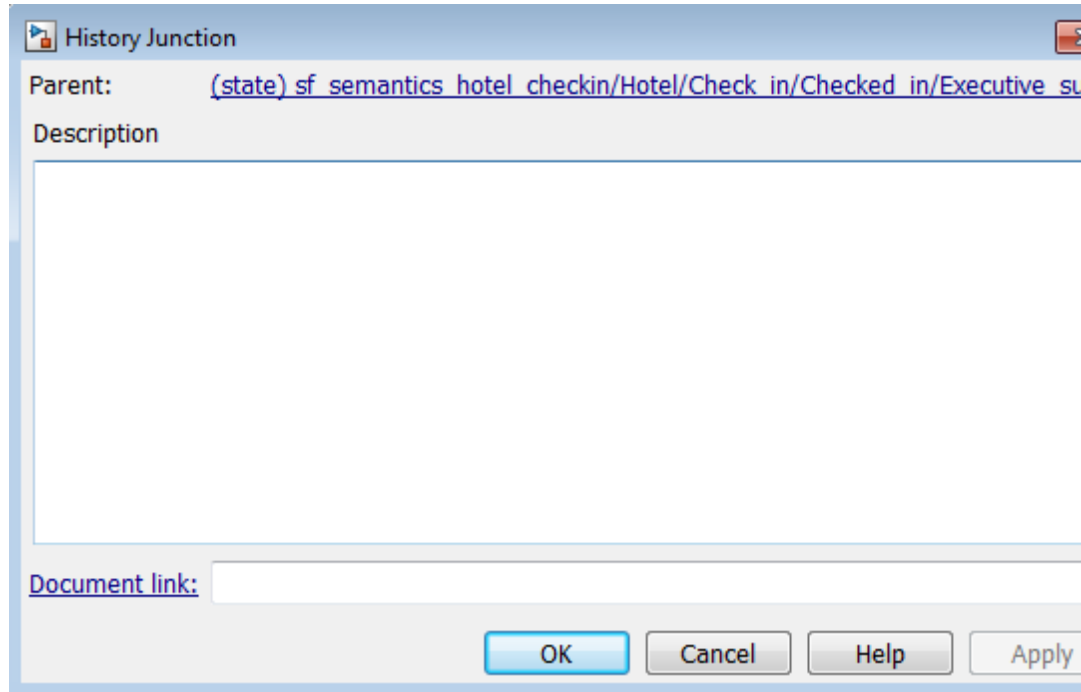 History Junction
Parent: (state) sf_semantics_hotel_checkin/Hotel/Check_in/Checked_in/Executive_su
Description
Document link:
OK Cancel Help Apply